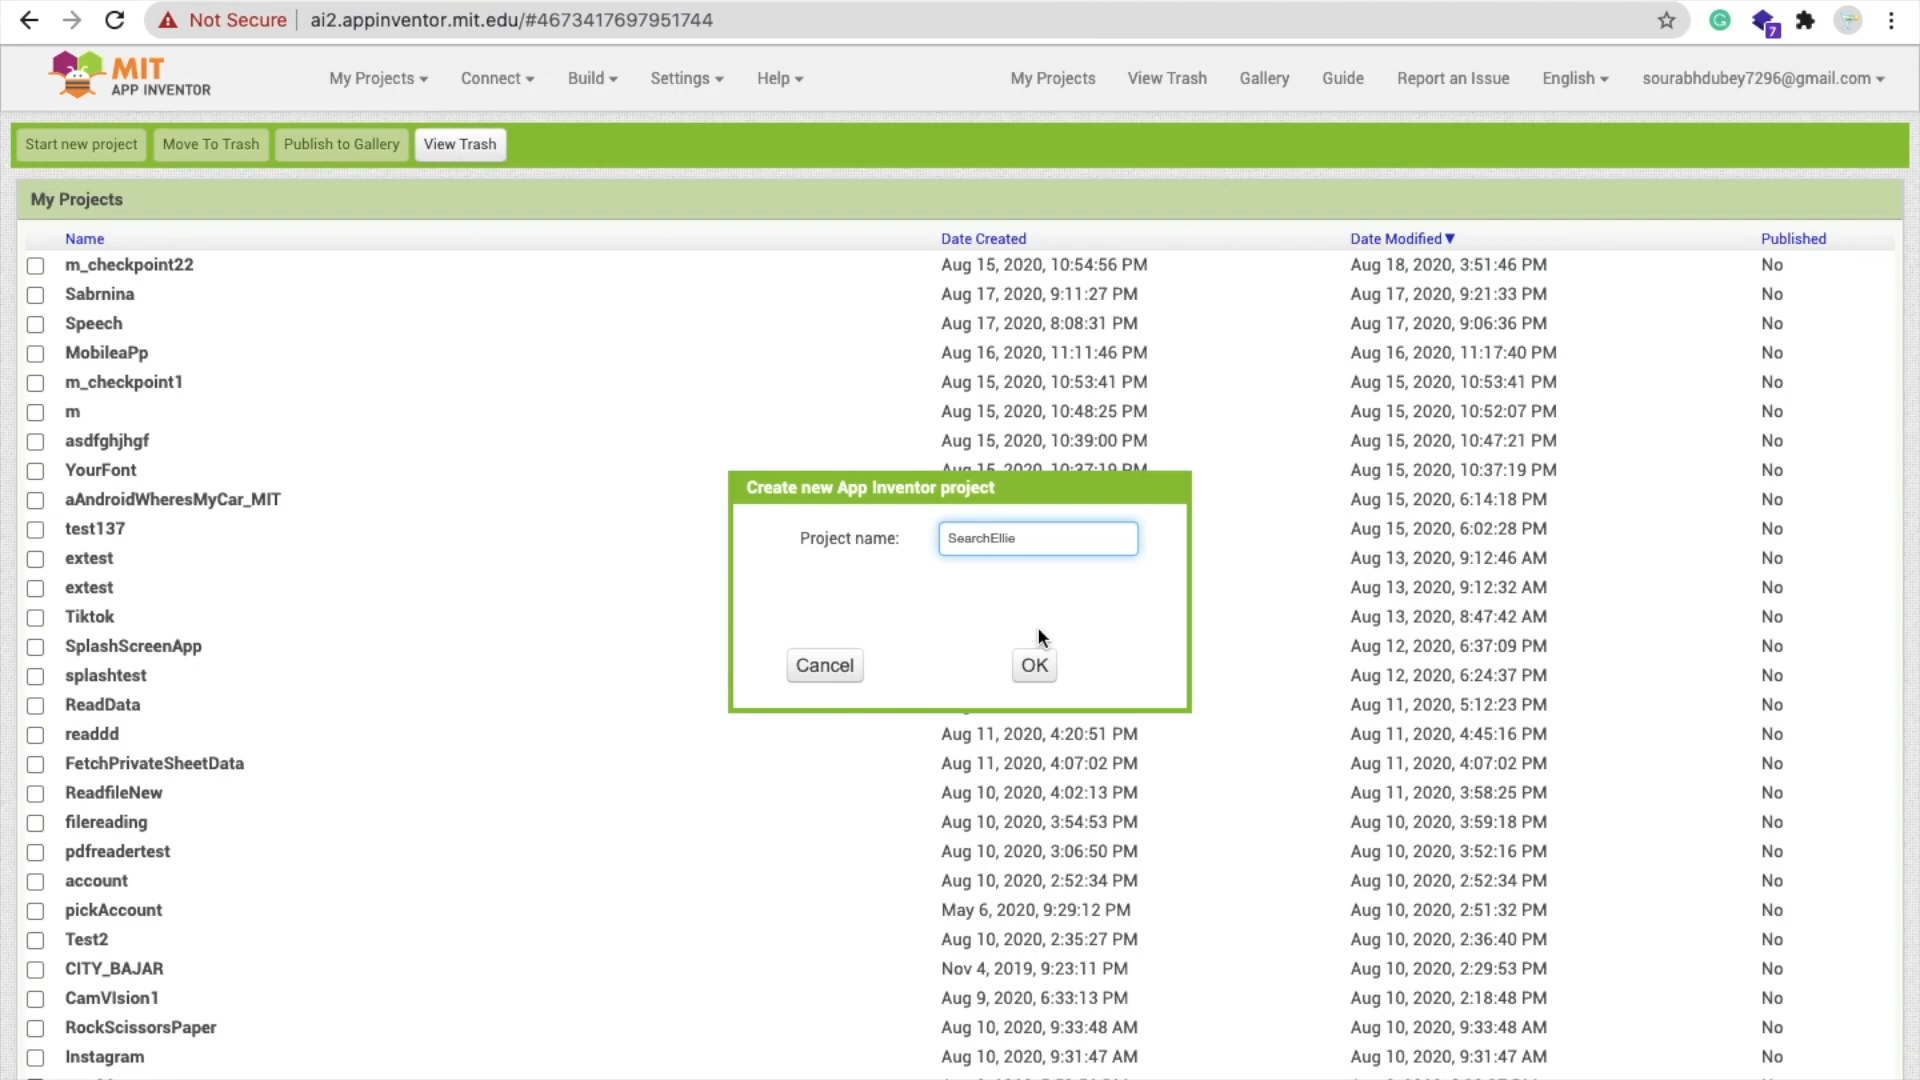 Not Secure ai2.appinventor.mit.edu/#4673417697951744
G
7
MIT
APP INVENTOR
My Projects Connect Build Settings Help My Projects View Trash Gallery Guide Report an Issue English sourabhdubey7296@gmail.com
Start new project Move To Trash Publish to Gallery View Trash
My Projects
Name Date Created Date Modified Published
m_checkpoint22 Aug 15, 2020, 10:54:56 PM Aug 18, 2020, 3:51:46 PM No
Sabrnina Aug 17, 2020, 9:11:27 PM Aug 17, 2020, 9:21:33 PM No
Speech Aug 17, 2020, 8:08:31 PM Aug 17, 2020, 9:06:36 PM No
MobileaPp Aug 16, 2020, 11:11:46 PM Aug 16, 2020, 11:17:40 PM No
m_checkpoint1 Aug 15, 2020, 10:53:41 PM Aug 15, 2020, 10:53:41 PM No
m Aug 15, 2020, 10:48:25 PM Aug 15, 2020, 10:52:07 PM No
asdfghjhgf Aug 15, 2020, 10:39:00 PM Aug 15, 2020, 10:47:21 PM No
YourFont Aug 15, 2020, 10:37:19 PM Aug 15, 2020, 10:37:19 PM No
aAndroidWheresMyCar_MIT Aug 15, 2020, 6:14:18 PM No
test137 Aug 15, 2020, 6:02:28 PM No
extest Aug 13, 2020, 9:12:46 AM No
extest Aug 13, 2020, 9:12:32 AM No
Tiktok Aug 13, 2020, 8:47:42 AM No
SplashScreenApp Aug 12, 2020, 6:37:09 PM No
splashtest Aug 12, 2020, 6:24:37 PM No
ReadData Aug 11, 2020, 5:12:23 PM No
Create new App Inventor project
Project name: SearchEllie
Cancel OK
readdd Aug 11, 2020, 4:20:51 PM Aug 11, 2020, 4:45:16 PM No
FetchPrivateSheetData Aug 11, 2020, 4:07:02 PM Aug 11, 2020, 4:07:02 PM No
ReadfileNew Aug 10, 2020, 4:02:13 PM Aug 11, 2020, 3:58:25 PM No
filereading Aug 10, 2020, 3:54:53 PM Aug 10, 2020, 3:59:18 PM No
pdfreadertest Aug 10, 2020, 3:06:50 PM Aug 10, 2020, 3:52:16 PM No
account Aug 10, 2020, 2:52:34 PM Aug 10, 2020, 2:52:34 PM No
pickAccount May 6, 2020, 9:29:12 PM Aug 10, 2020, 2:51:32 PM No
Test2 Aug 10, 2020, 2:35:27 PM Aug 10, 2020, 2:36:40 PM No
CITY_BAJAR Nov 4, 2019, 9:23:11 PM Aug 10, 2020, 2:29:53 PM No
CamVIsion1 Aug 9, 2020, 6:33:13 PM Aug 10, 2020, 2:18:48 PM No
RockScissorsPaper Aug 10, 2020, 9:33:48 AM Aug 10, 2020, 9:33:48 AM No
Instagram Aug 10, 2020, 9:31:47 AM Aug 10, 2020, 9:31:47 AM No